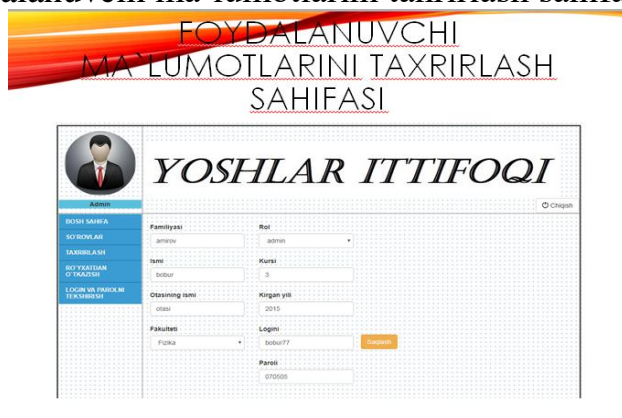 FOYDALANUVCHI
MA`LUMOTLARINI TAXRIRLASH
SAHIFASI
YOSHLAR ITTIFOQI
Admin
Chiqish
BOSH SAHIFA
SO'ROVLAR
TAXRIRLASH
RO'YXATDAN
O'TKAZISH
LOGIN VA PAROLNI
TEKSHIRISH
Familiyasi
amirov
Ismi
bobur
Otasining ismi
otasi
Fakulteti
Fizika
Rol
admin
Kursi
3
Kirgan yili
2015
Logini
bobur77
Saqlash
Paroli
070505